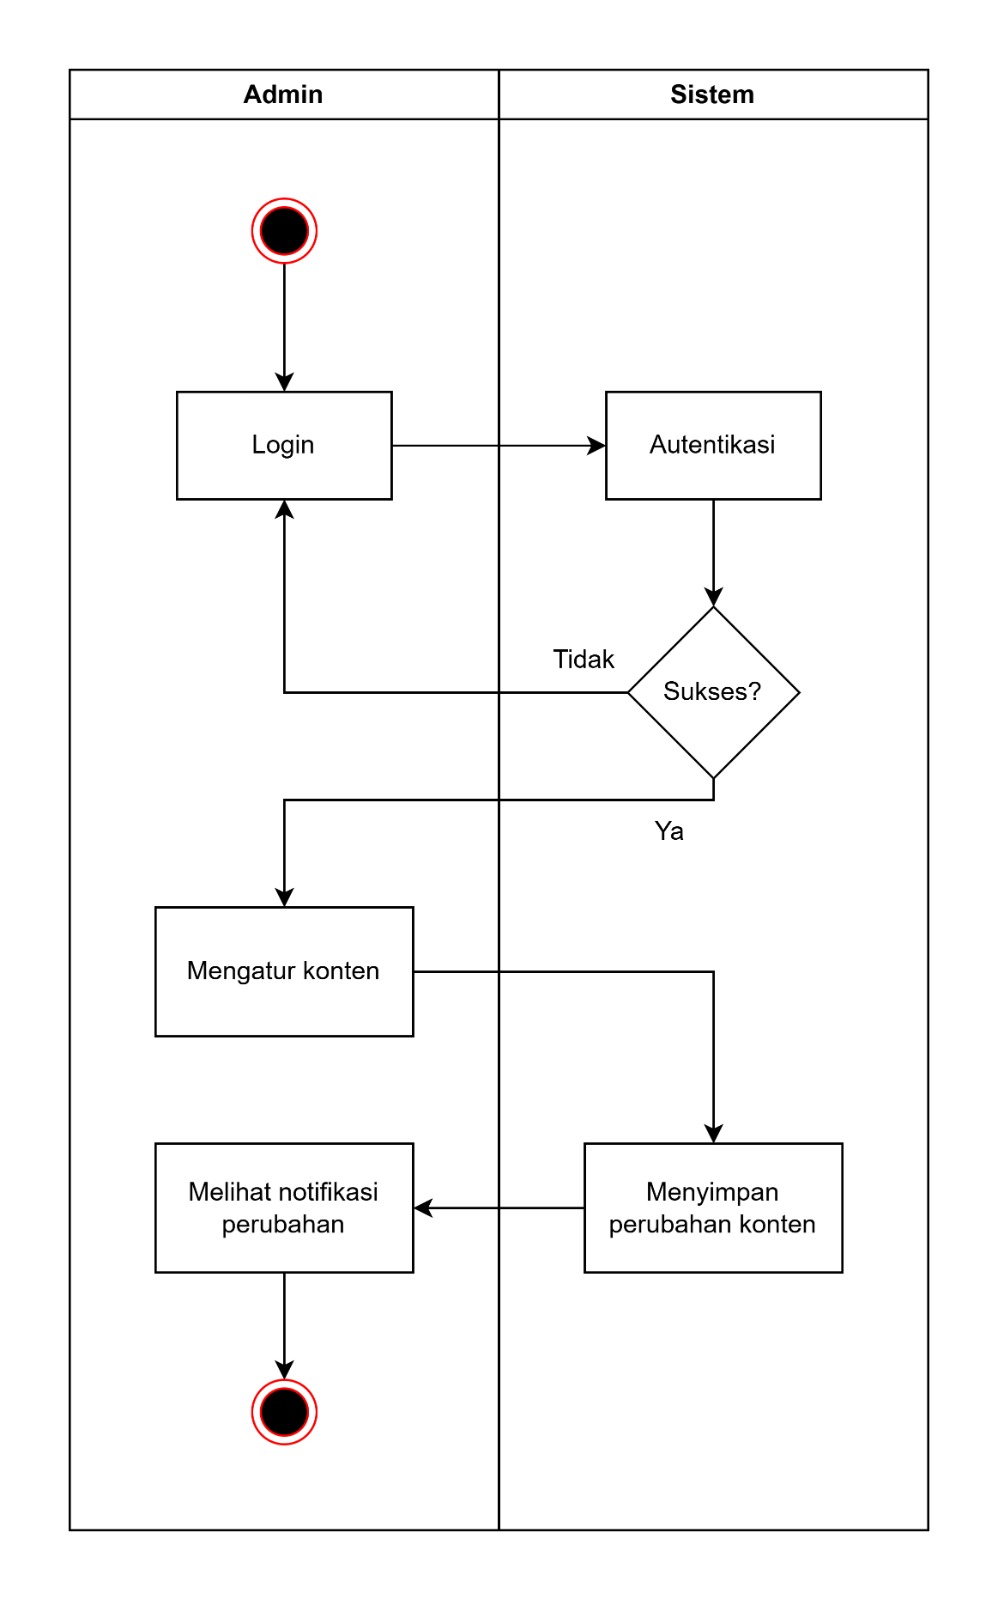 Admin
Sistem
Login
Autentikasi
Tidak
Sukses?
Ya
Mengatur konten
Melihat notifikasi
perubahan
Menyimpan
perubahan konten